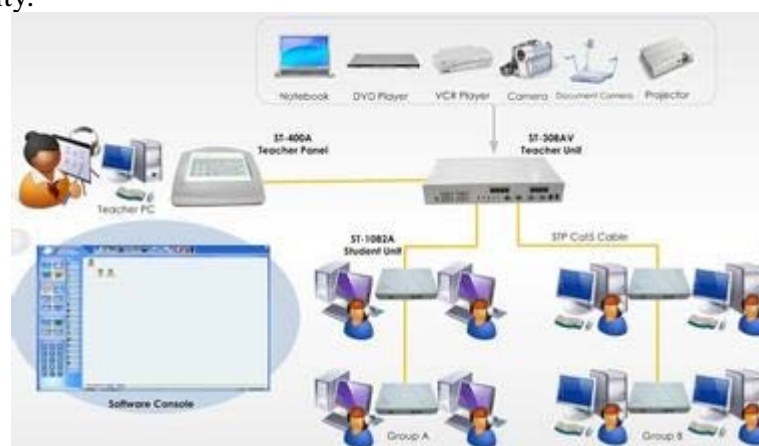 ity.
Notebook
DVD Player
VCR Player
Camera
Document Camera
Projector
ST-400A
Teacher Panel
ST-308AV
Teacher Unit
Teacher PC
ST-1082A
Student Unit
STP Cat5 Cable
Software Console
Group A
Group B